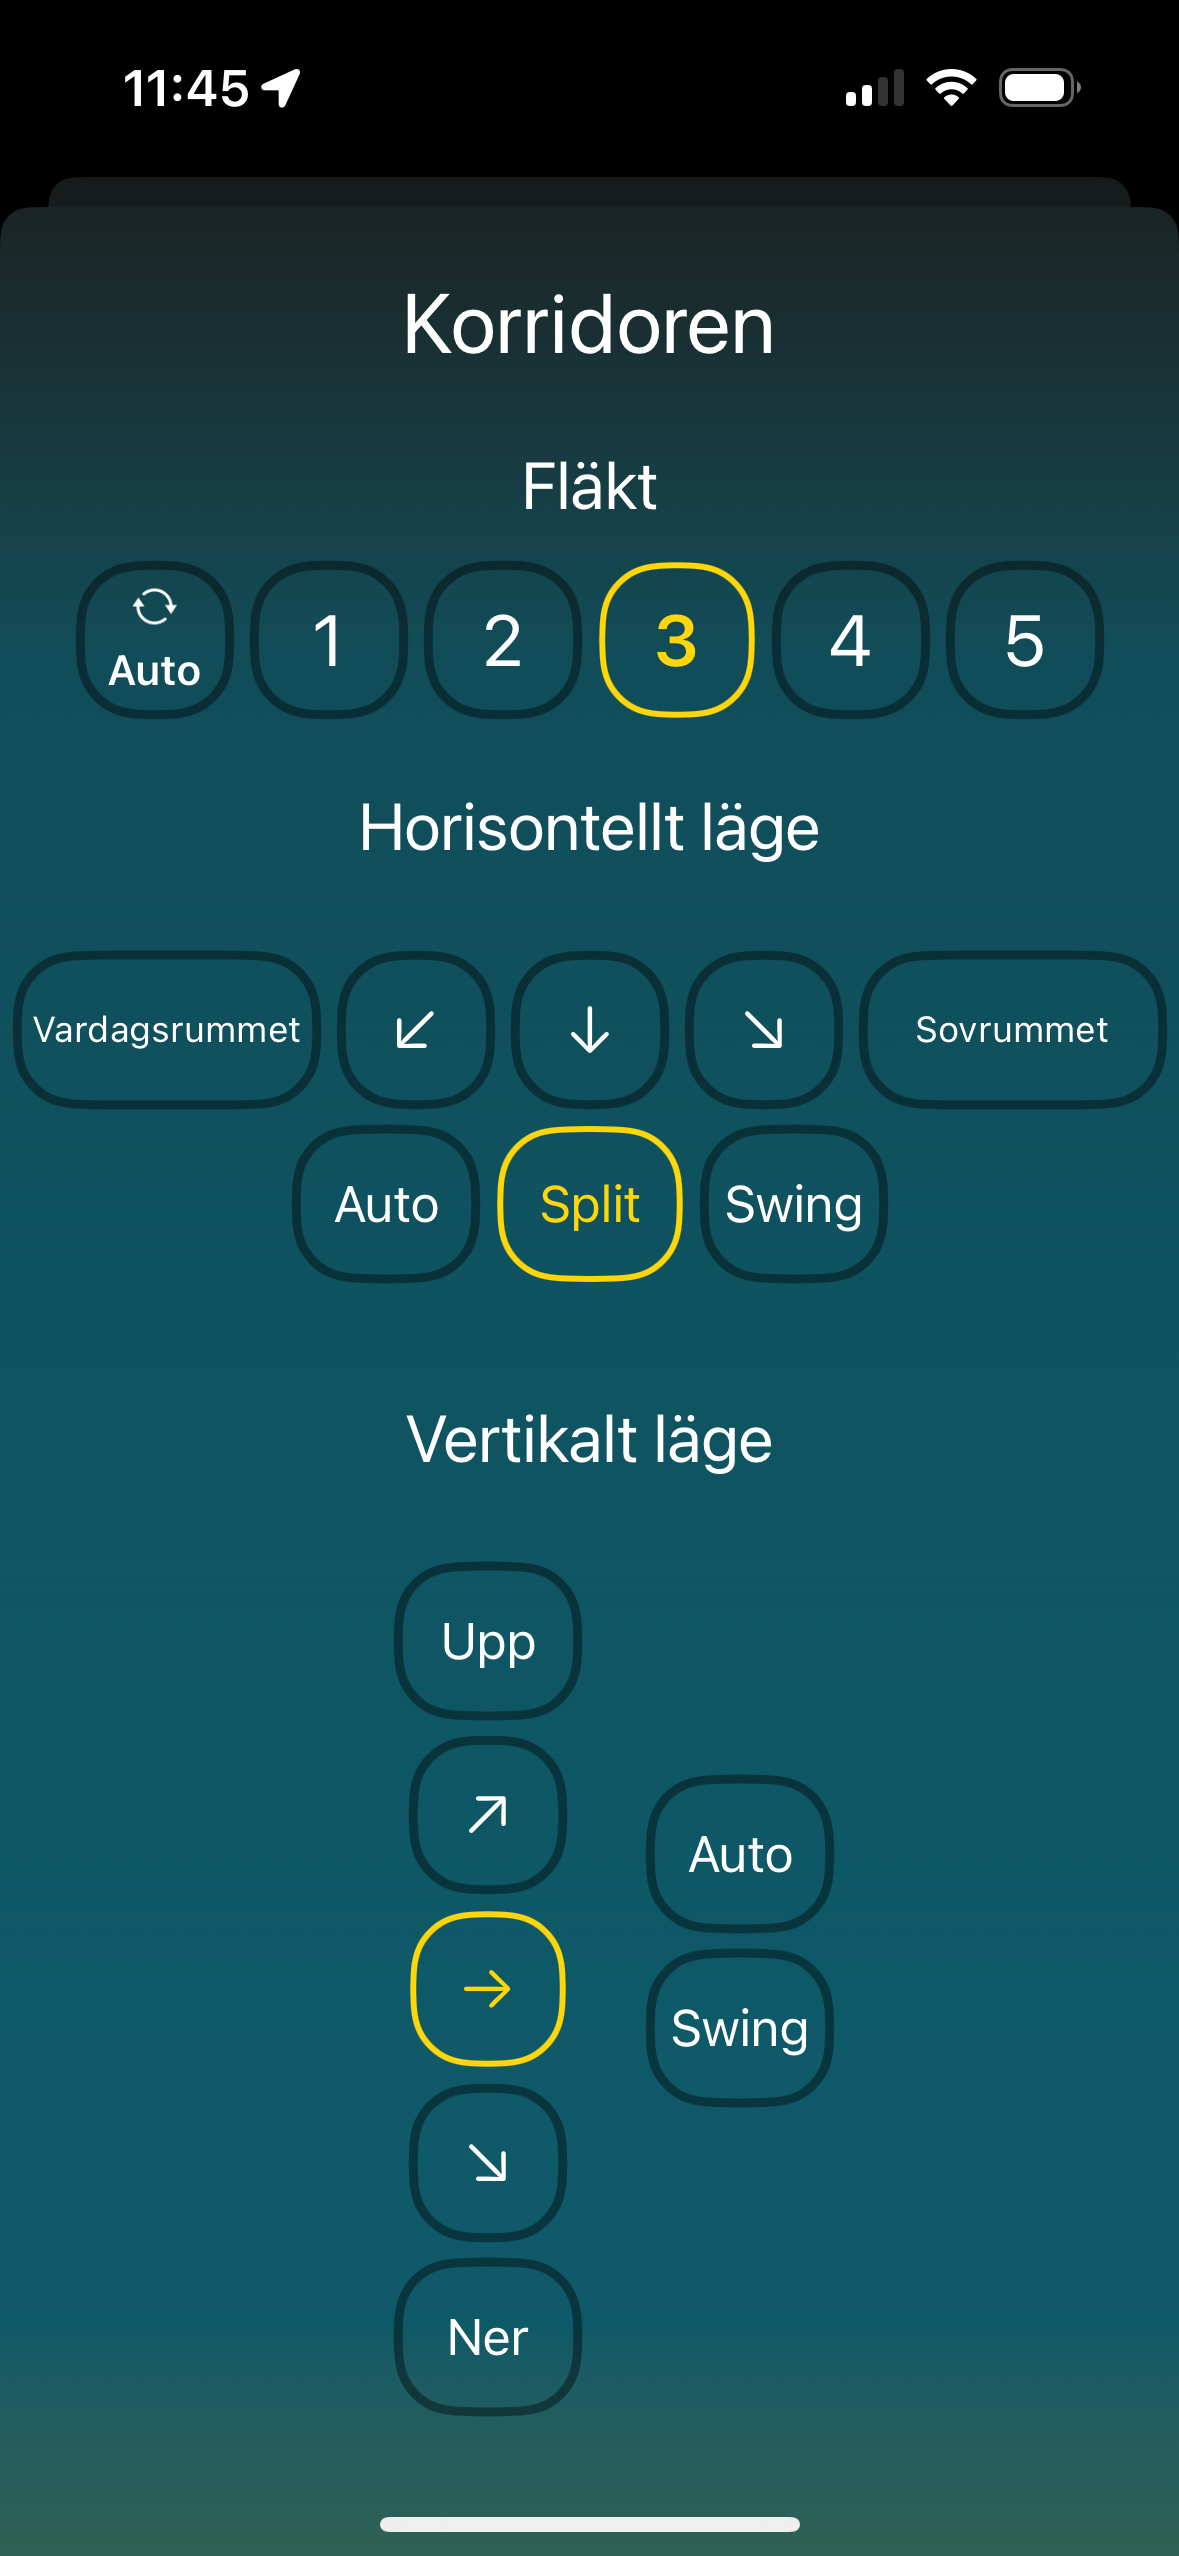 11:45
Korridoren
Fläkt
Auto 1 2 3 4 5
Horisontellt läge
Vardagsrummet Sovrummet
Auto Split Swing
Vertikalt läge
Upp
Auto
Swing
Ner